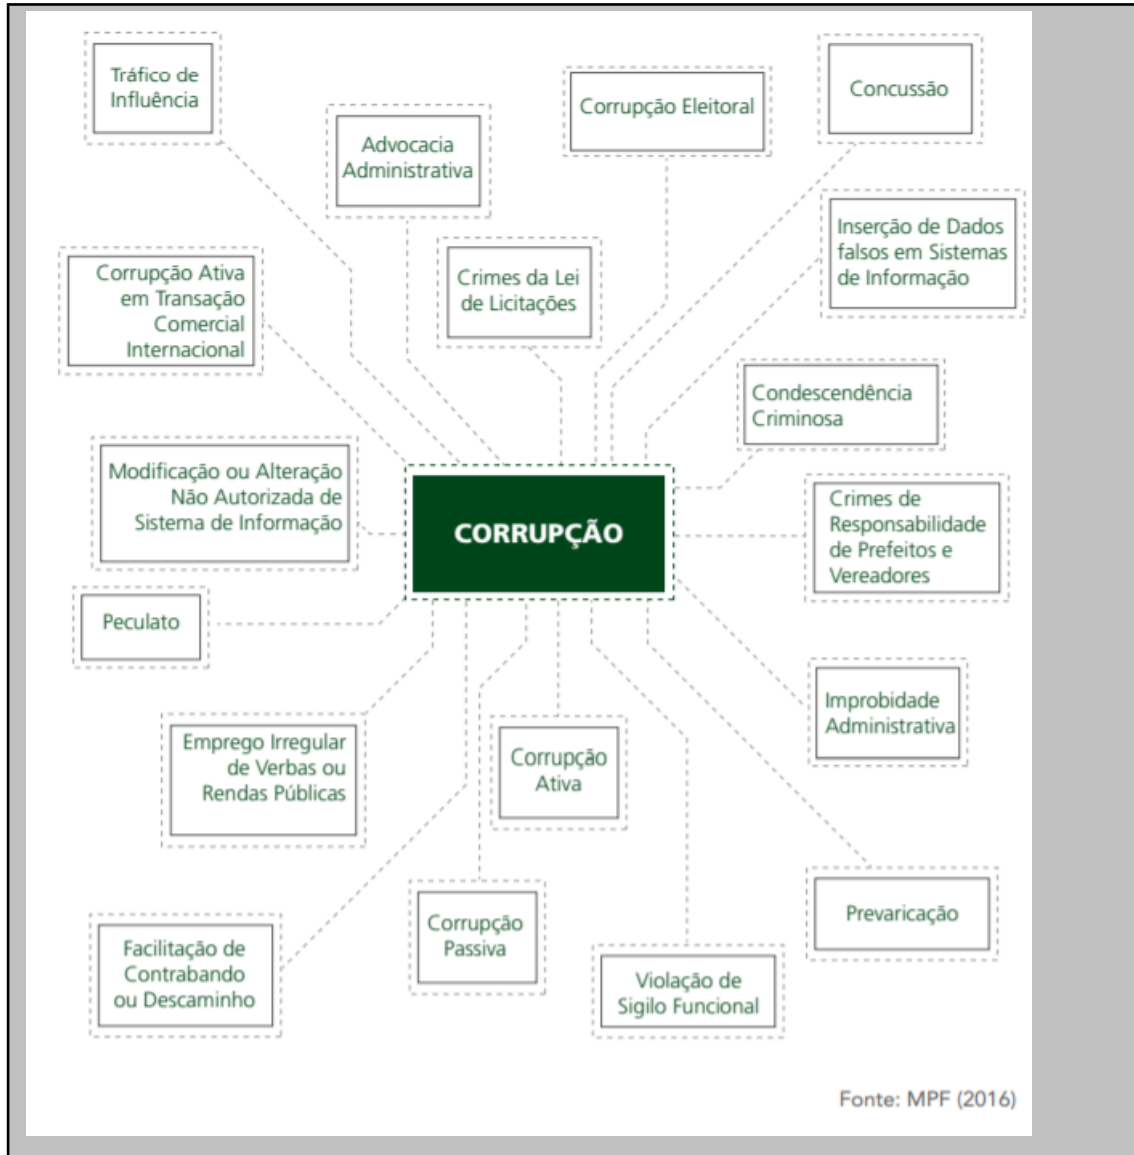 Tráfico de
Influência
Advocacia
Administrativa
Corrupção Eleitoral
Concussão
Corrupção Ativa
em Transação
Comercial
Internacional
Crimes da Lei
de Licitações
Inserção de Dados
falsos em Sistemas
de Informação
Condescendência
Criminosa
Modificação ou Alteração
Não Autorizada de
Sistema de Informação
CORRUPÇÃO
Crimes de
Responsabilidade
de Prefeitos e
Vereadores
Peculato
Improbidade
Administrativa
Emprego Irregular
de Verbas ou
Rendas Públicas
Corrupção
Ativa
Prevaricação
Corrupção
Passiva
Facilitação de
Contrabando
ou Descaminho
Violação de
Sigilo Funcional
Fonte: MPF (2016)